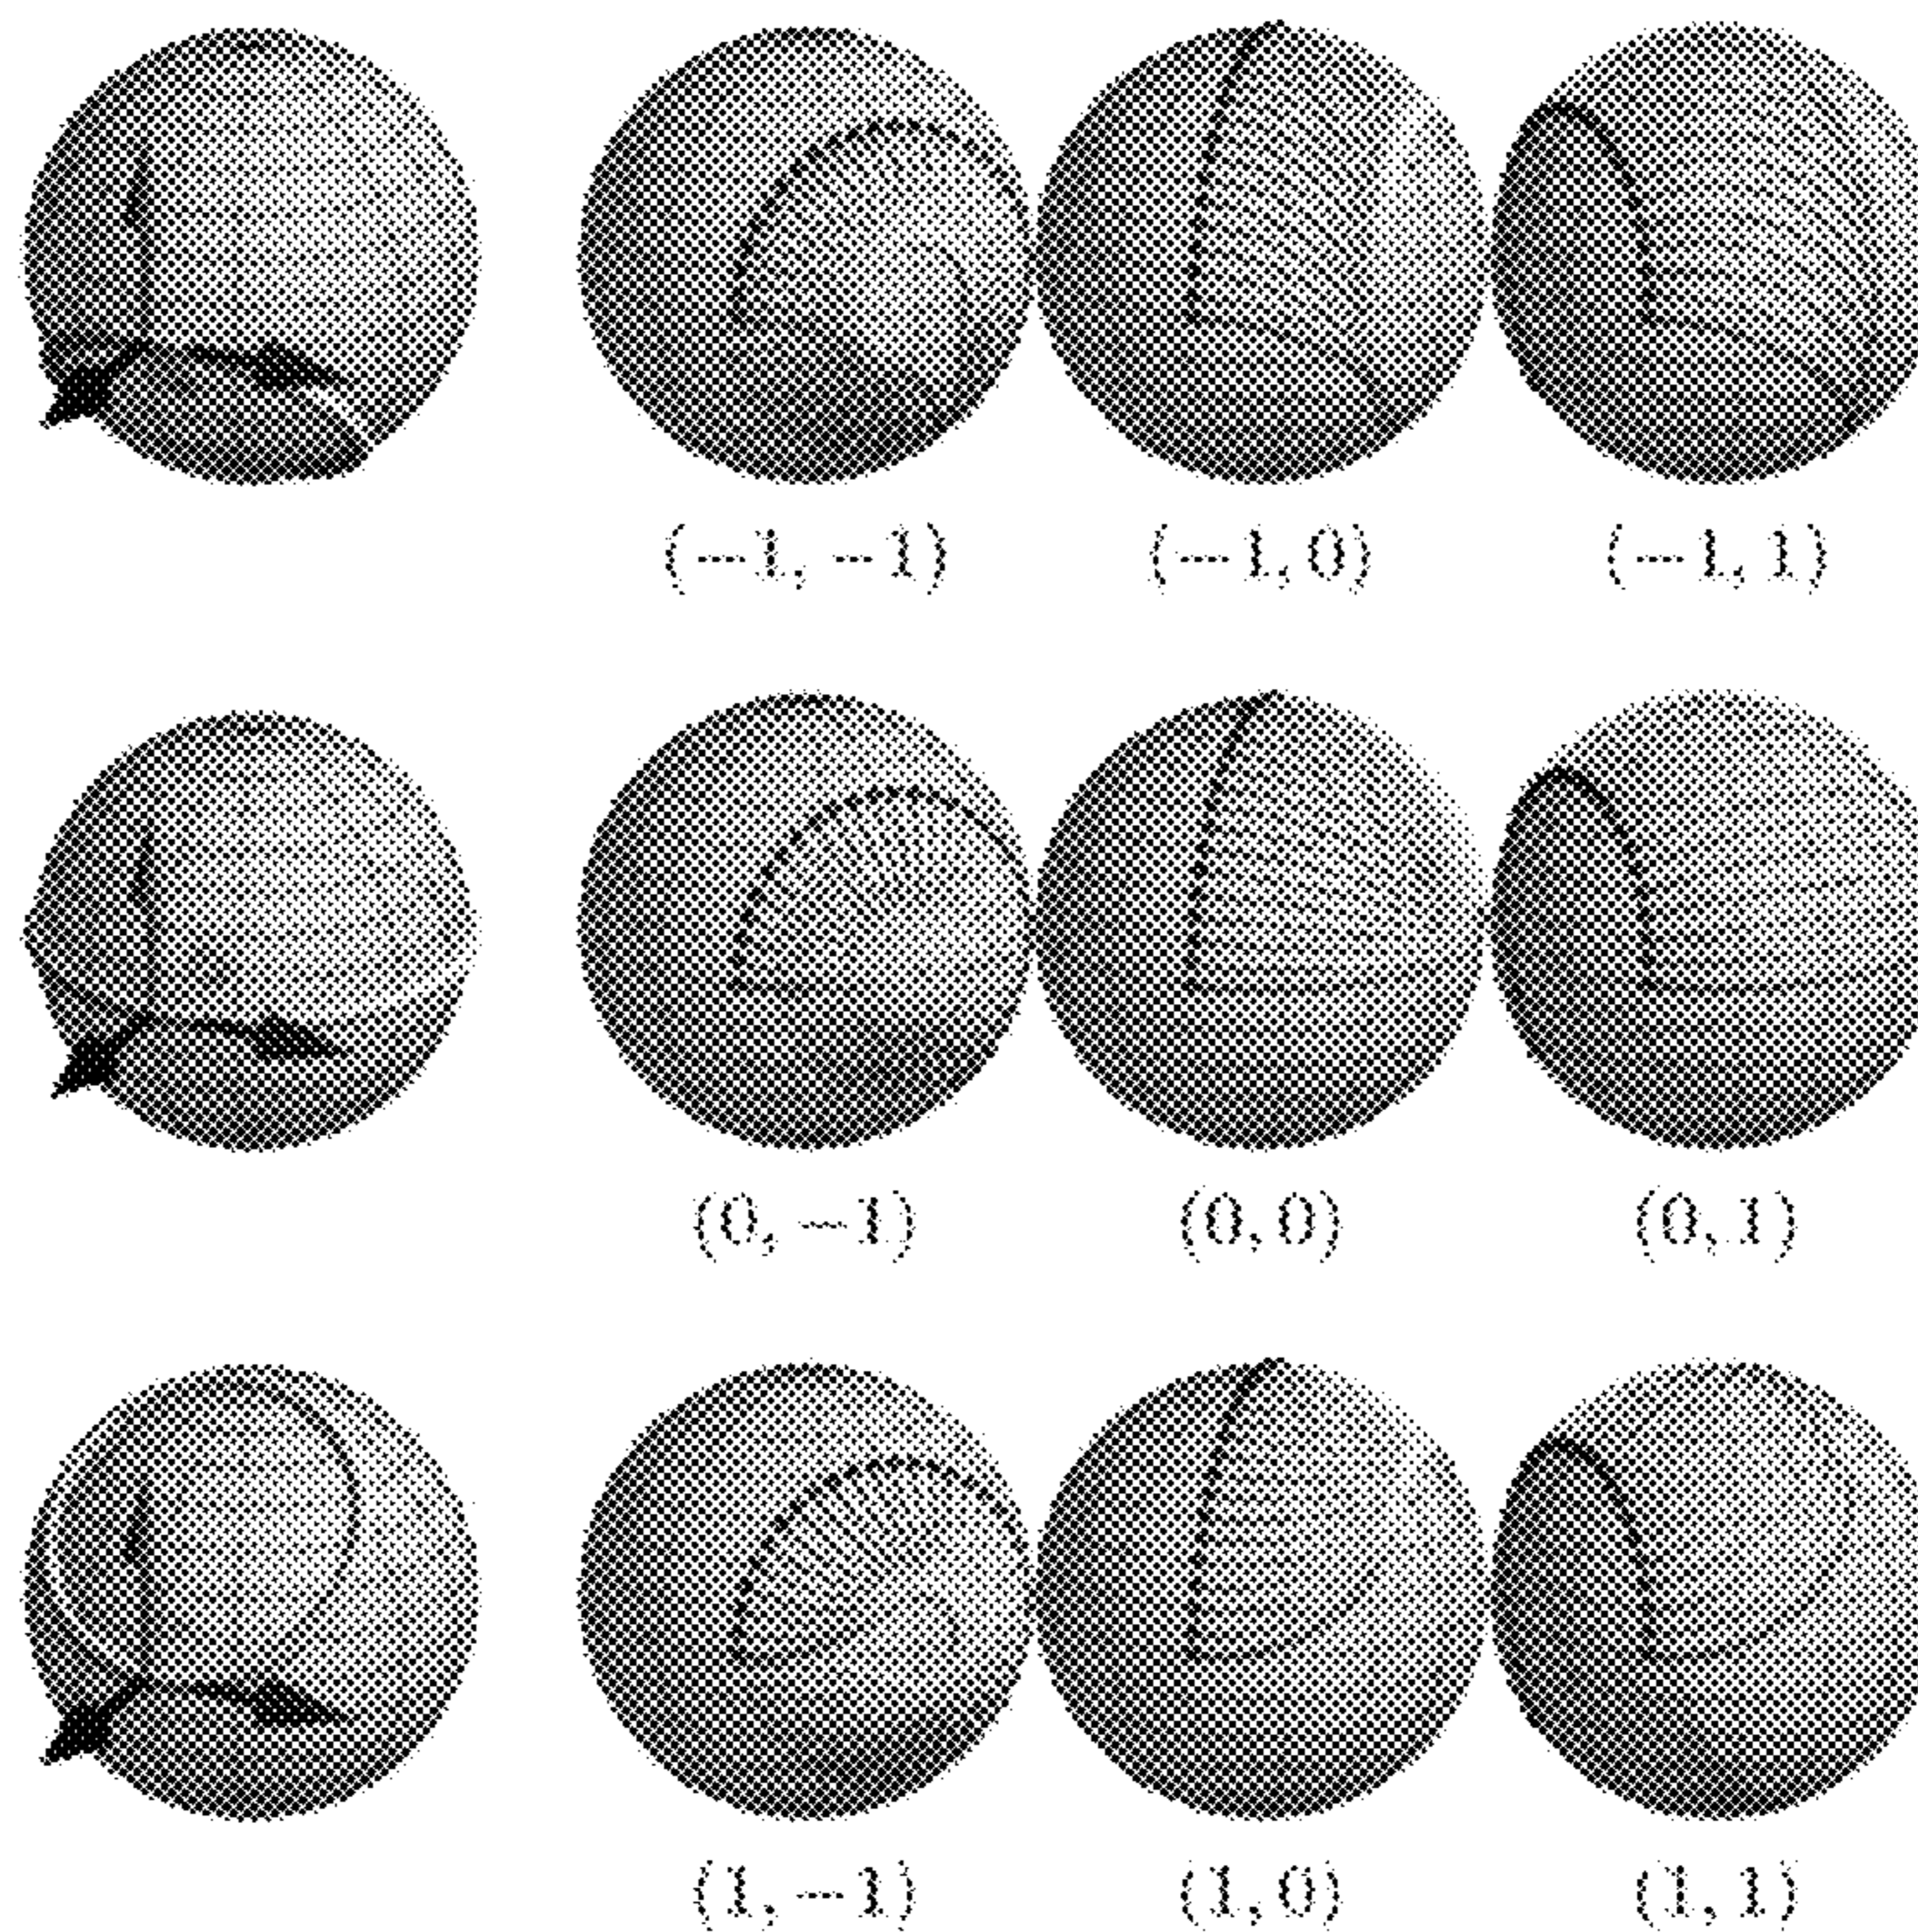 (−1, −1) (−1, 0) (−1, 1)
(0, −1) (0, 0) (0, 1)
(1, −1) (1, 0) (1, 1)